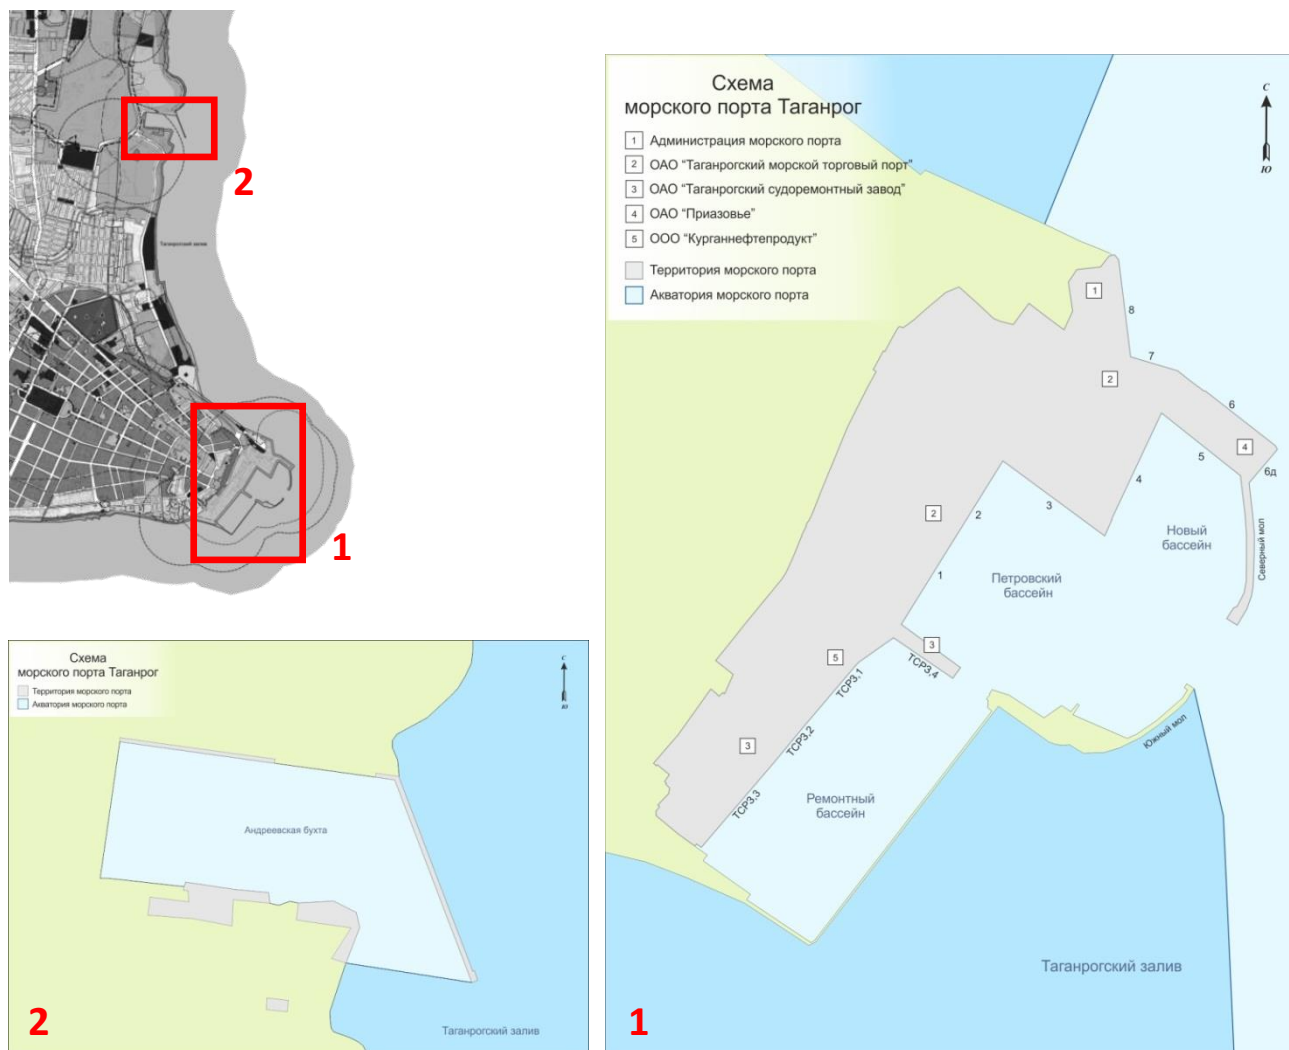 2
Таганрогский залив
1
Схема
морского порта Таганрог
1 Администрация морского порта
2 ОАО "Таганрогский морской торговый порт"
3 ОАО "Таганрогский судоремонтный завод"
4 ОАО "Приазовье"
5 ООО "Курганнефтепродукт"
Территория морского порта
Акватория морского порта
С
Ю
1
8
7
2
6
4
5
6д
4
3
2
2
Новый
бассейн
Северный мол
1
Петровский
бассейн
3
5
ТСРЗ,4
ТСРЗ,1
Южный мол
3
ТСРЗ,2
ТСРЗ,3
Ремонтный
бассейн
Таганрогский залив
1
Схема
морского порта Таганрог
Территория морского порта
Акватория морского порта
С
Ю
Андреевская бухта
Таганрогский залив
2